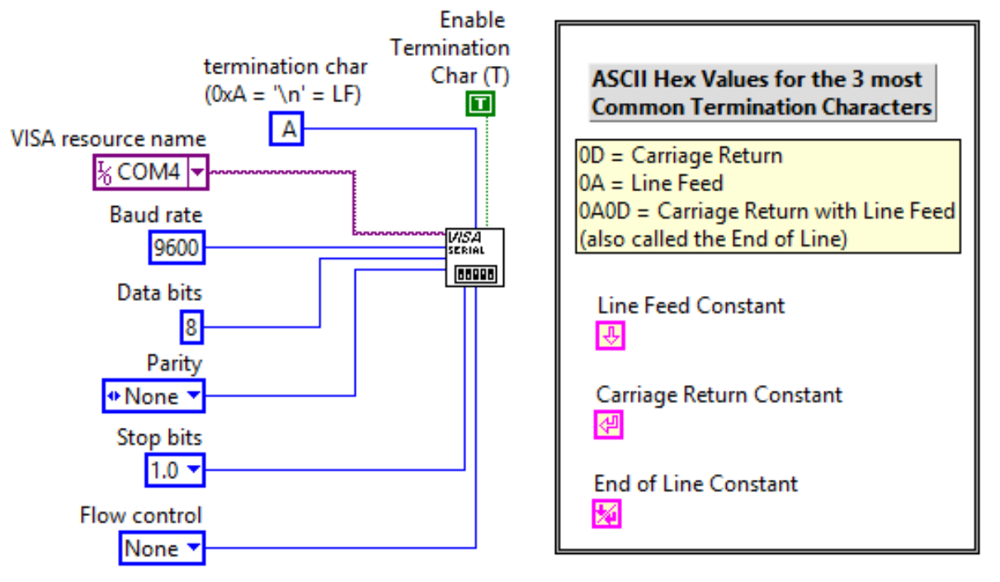 Enable
Termination
Char (T)
T
termination char
(0xA = '\n' = LF)
A
VISA resource name
I/O COM4
Baud rate
9600
Data bits
8
Parity
None
Stop bits
1.0
Flow control
None
VISA
SERIAL
ASCII Hex Values for the 3 most
Common Termination Characters
0D = Carriage Return
0A = Line Feed
0A0D = Carriage Return with Line Feed
(also called the End of Line)
Line Feed Constant
Carriage Return Constant
End of Line Constant